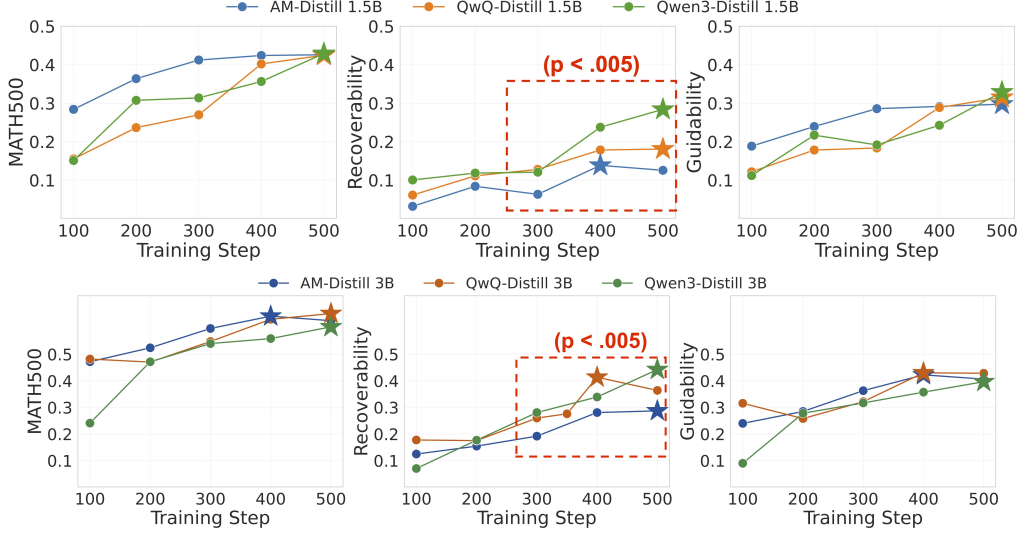 AM-Distill 1.5B QwQ-Distill 1.5B Qwen3-Distill 1.5B
MATH500
0.5
0.4
0.3
0.2
0.1
100 200 300 400 500
Training Step
Recoverability
(p < .005)
0.5
0.4
0.3
0.2
0.1
100 200 300 400 500
Training Step
Guidability
0.5
0.4
0.3
0.2
0.1
100 200 300 400 500
Training Step
AM-Distill 3B QwQ-Distill 3B Qwen3-Distill 3B
MATH500
0.5
0.4
0.3
0.2
0.1
100 200 300 400 500
Training Step
Recoverability
(p < .005)
0.5
0.4
0.3
0.2
0.1
100 200 300 400 500
Training Step
Guidability
0.5
0.4
0.3
0.2
0.1
100 200 300 400 500
Training Step